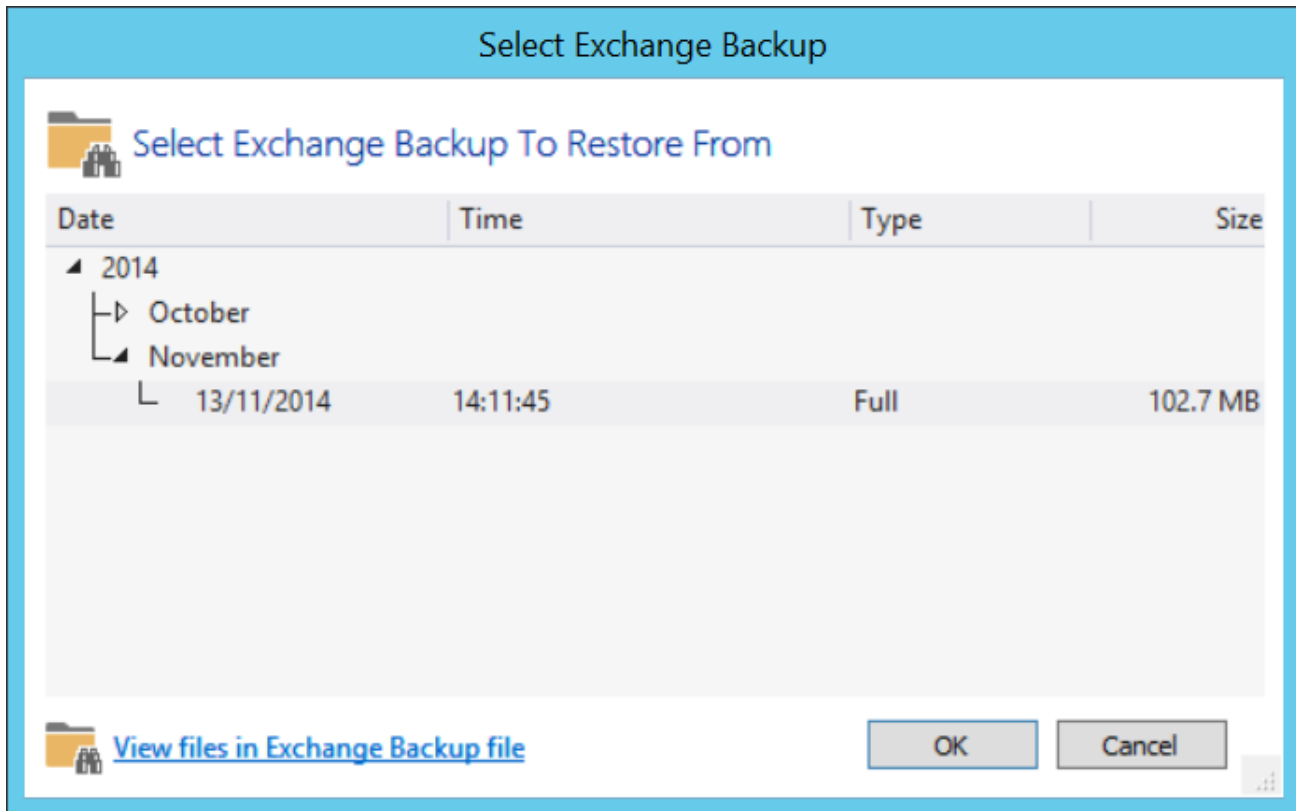 Select Exchange Backup
Select Exchange Backup To Restore From
Date Time Type Size
2014
October
November
13/11/2014 14:11:45 Full 102.7 MB
View files in Exchange Backup file OK Cancel